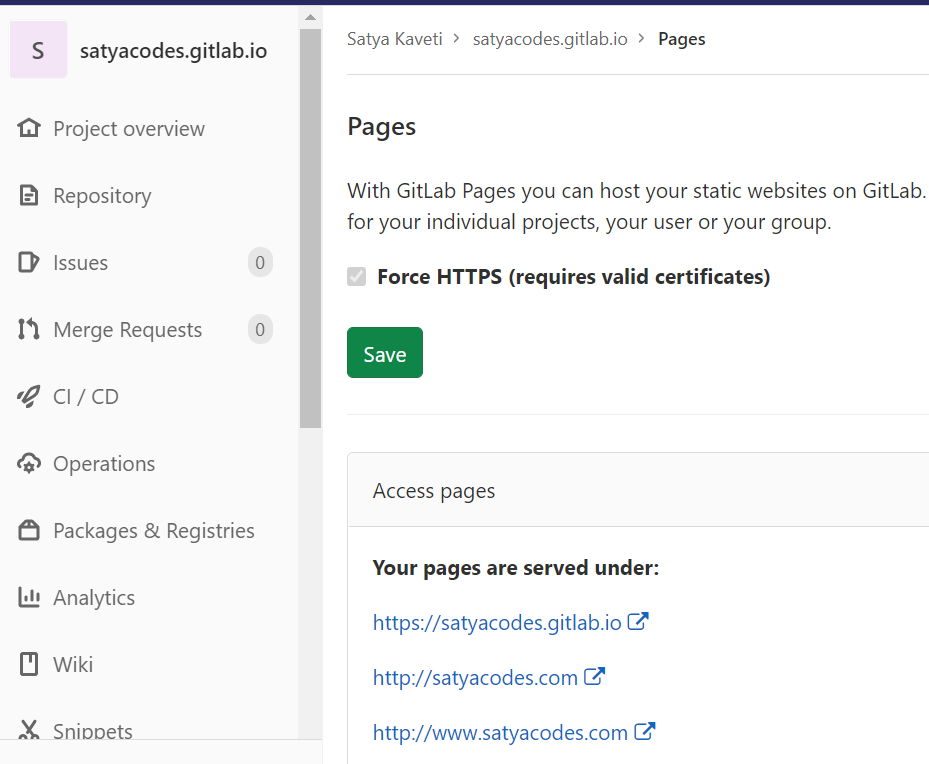 S
satyacodes.gitlab.io
Project overview
Repository
Issues 0
Merge Requests 0
CI / CD
Operations
Packages & Registries
Analytics
Wiki
Snippets
Satya Kaveti > satyacodes.gitlab.io > Pages
Pages
With GitLab Pages you can host your static websites on GitLab.
for your individual projects, your user or your group.
Force HTTPS (requires valid certificates)
Save
Access pages
Your pages are served under:
https://satyacodes.gitlab.io
http://satyacodes.com
http://www.satyacodes.com